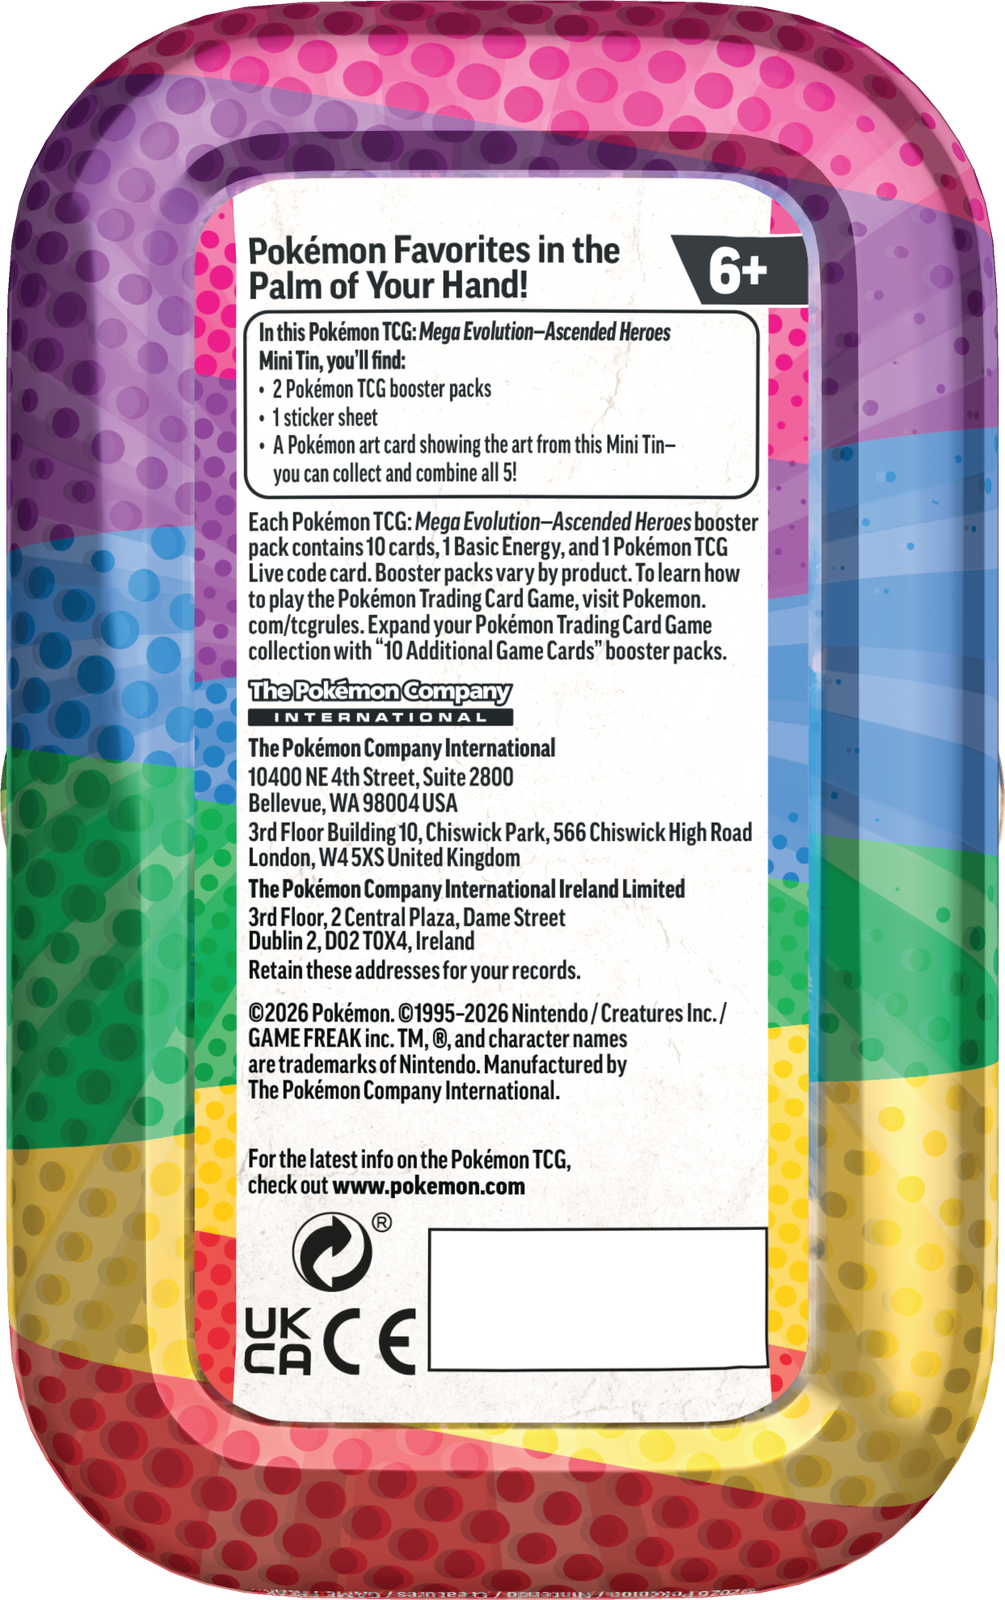 Pokémon Favorites in the
Palm of Your Hand!
6+
In this Pokémon TCG: Mega Evolution–Ascended Heroes
Mini Tin, you'll find:
• 2 Pokémon TCG booster packs
• 1 sticker sheet
• A Pokémon art card showing the art from this Mini Tin–
you can collect and combine all 5!
Each Pokémon TCG: Mega Evolution–Ascended Heroes booster
pack contains 10 cards, 1 Basic Energy, and 1 Pokémon TCG
Live code card. Booster packs vary by product. To learn how
to play the Pokémon Trading Card Game, visit Pokemon.
com/tcgrules. Expand your Pokémon Trading Card Game
collection with “10 Additional Game Cards” booster packs.
The Pokémon Company
INTERNATIONAL
The Pokémon Company International
10400 NE 4th Street, Suite 2800
Bellevue, WA 98004 USA
3rd Floor Building 10, Chiswick Park, 566 Chiswick High Road
London, W4 5XS United Kingdom
The Pokémon Company International Ireland Limited
3rd Floor, 2 Central Plaza, Dame Street
Dublin 2, D02 T0X4, Ireland
Retain these addresses for your records.
©2026 Pokémon. ©1995–2026 Nintendo / Creatures Inc. /
GAME FREAK inc. TM, ®, and character names
are trademarks of Nintendo. Manufactured by
The Pokémon Company International.
For the latest info on the Pokémon TCG,
check out www.pokemon.com
®
UK
CA
CE
©2026 Pokémon / Nintendo / Creatures / GAME FREAK